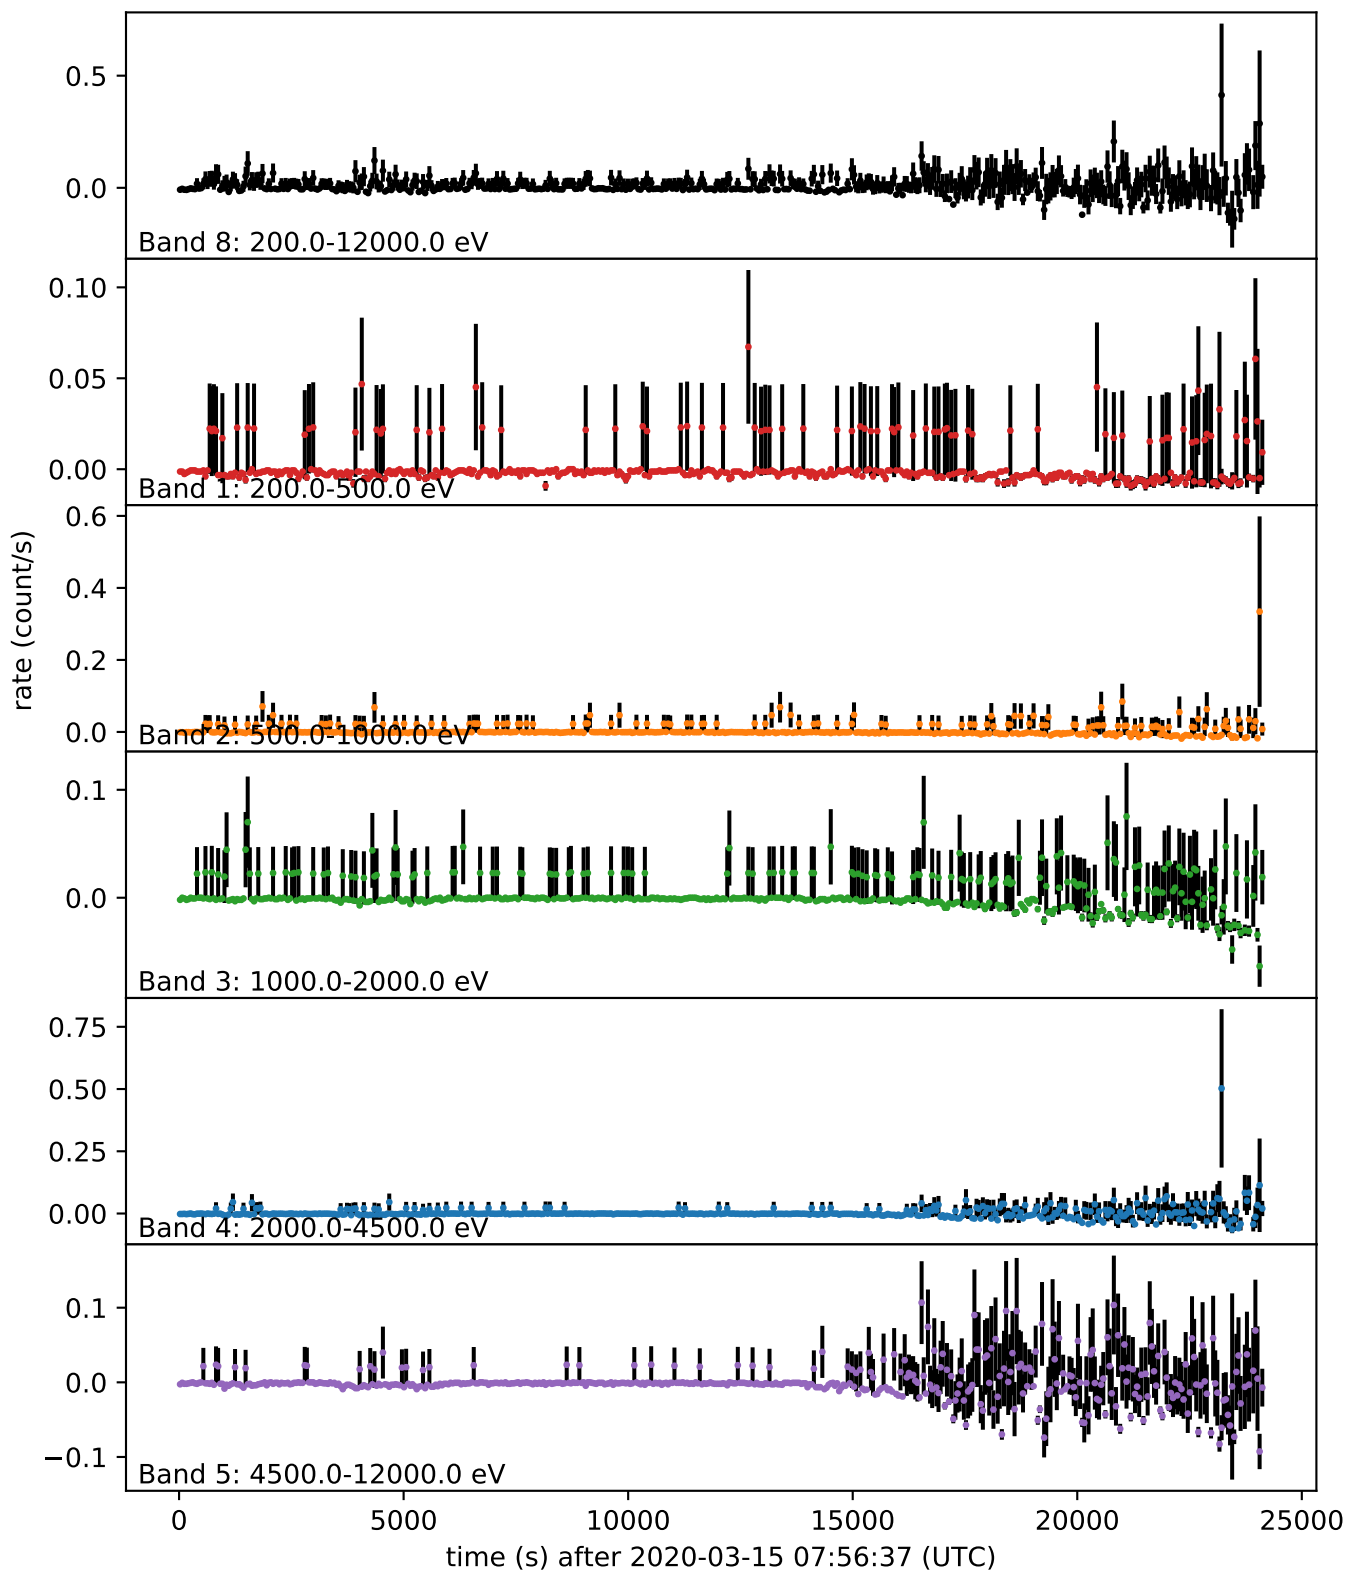 0.5
0.0
Band 8: 200.0-12000.0 eV
0.10
0.05
0.00
Band 1: 200.0-500.0 eV
0.6
0.4
0.2
0.0
Band 2: 500.0-1000.0 eV
rate (count/s)
0.1
0.0
Band 3: 1000.0-2000.0 eV
0.75
0.50
0.25
0.00
Band 4: 2000.0-4500.0 eV
0.1
0.0
−0.1
Band 5: 4500.0-12000.0 eV
0 5000 10000 15000 20000 25000
time (s) after 2020-03-15 07:56:37 (UTC)